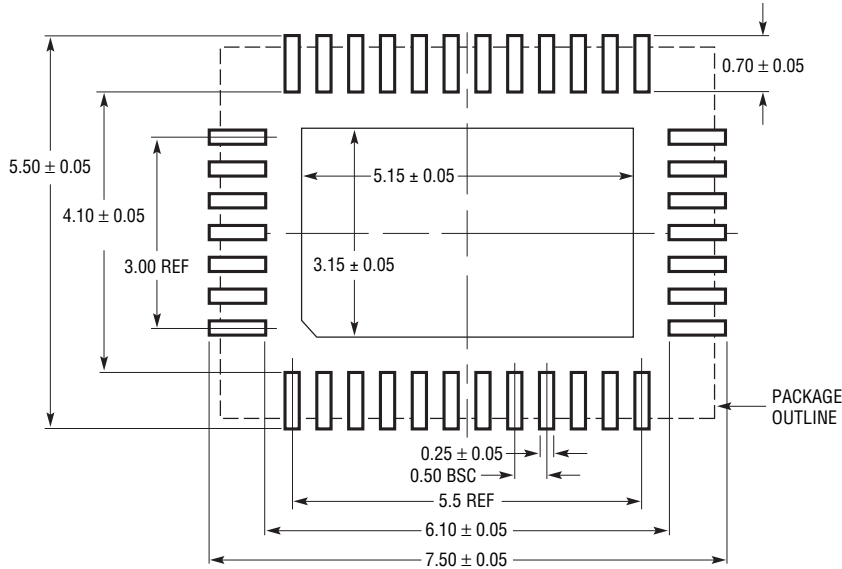 0.70 ± 0.05
5.50 ± 0.05
5.15 ± 0.05
4.10 ± 0.05
3.00 REF
3.15 ± 0.05
PACKAGE
OUTLINE
0.25 ± 0.05
0.50 BSC
5.5 REF
6.10 ± 0.05
7.50 ± 0.05